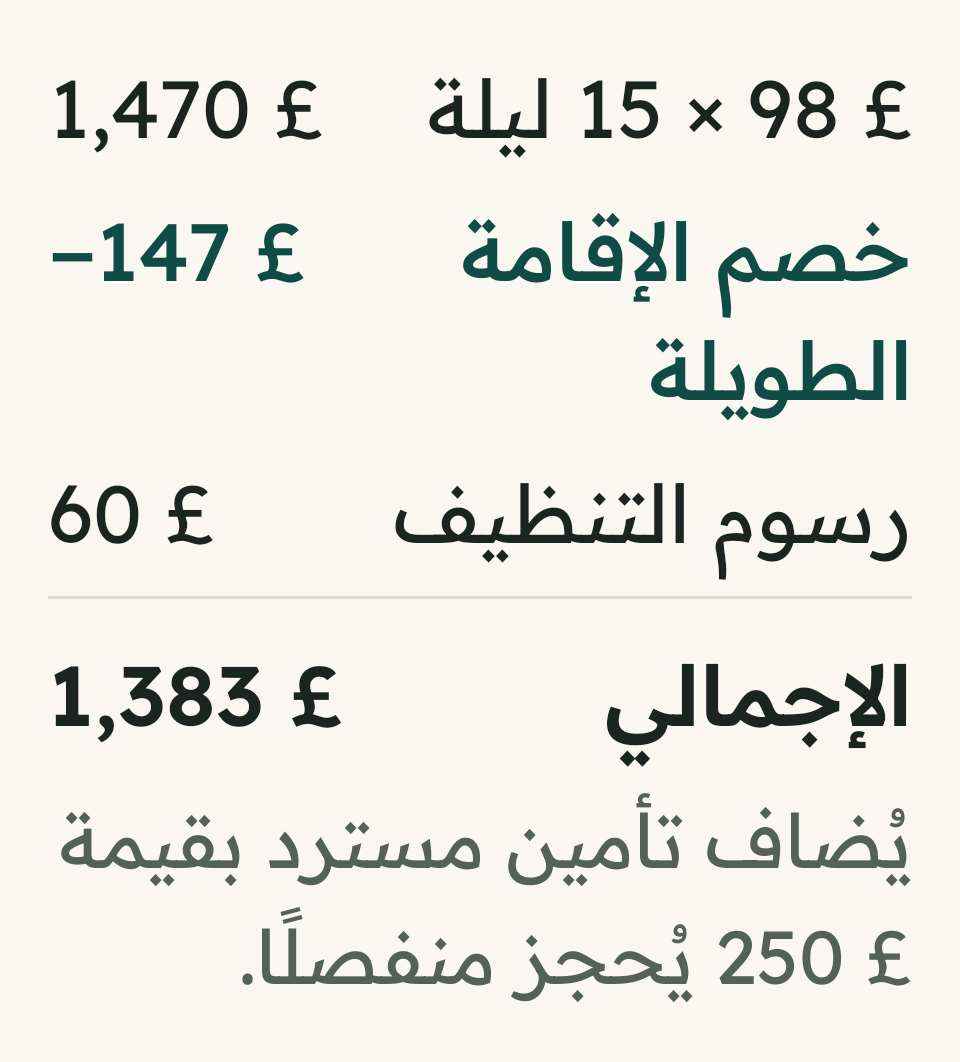 £ 98 × 15 ليلة
£ 1,470
خصم الإقامة
الطويلة
£ 147−
رسوم التنظيف
£ 60
الإجمالي
£ 1,383
يُضاف تأمين مسترد بقيمة
£ 250 يُحجز منفصلًا.